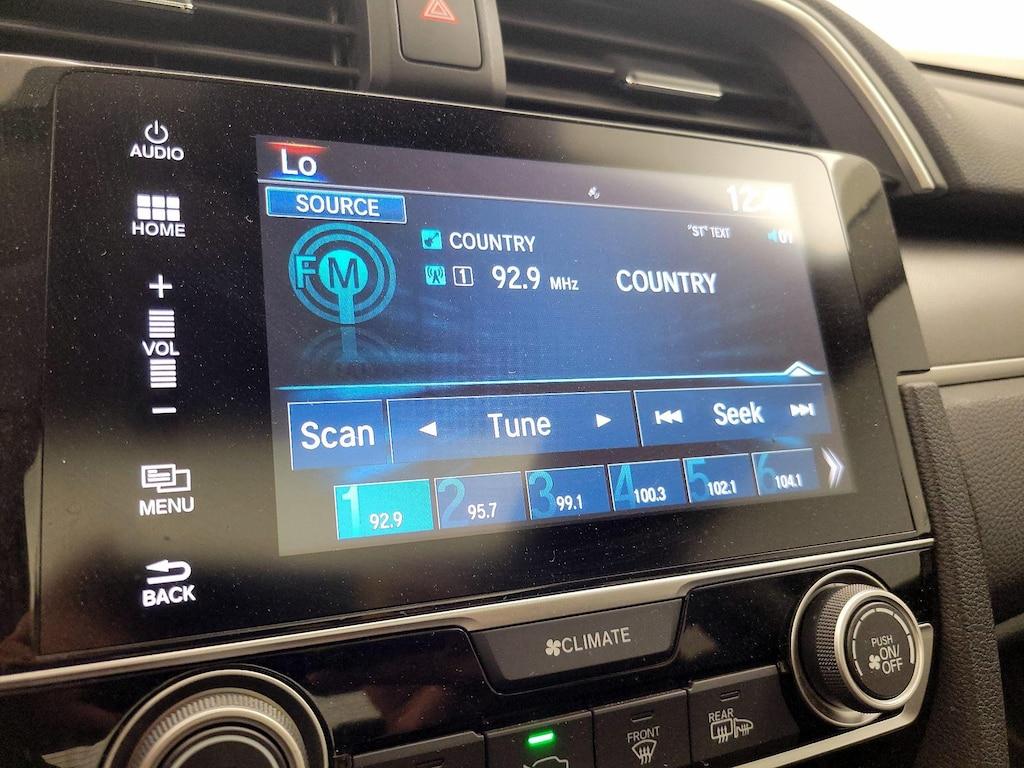 AUDIO
HOME
+
VOL
−
MENU
BACK
Lo
SOURCE
"ST" TEXT
01
FM
COUNTRY
1 92.9 MHz
COUNTRY
Scan
Tune
Seek
1 92.9
2 95.7
3 99.1
4 100.3
5 102.1
6 104.1
CLIMATE
PUSH
ON/
OFF
FRONT
REAR